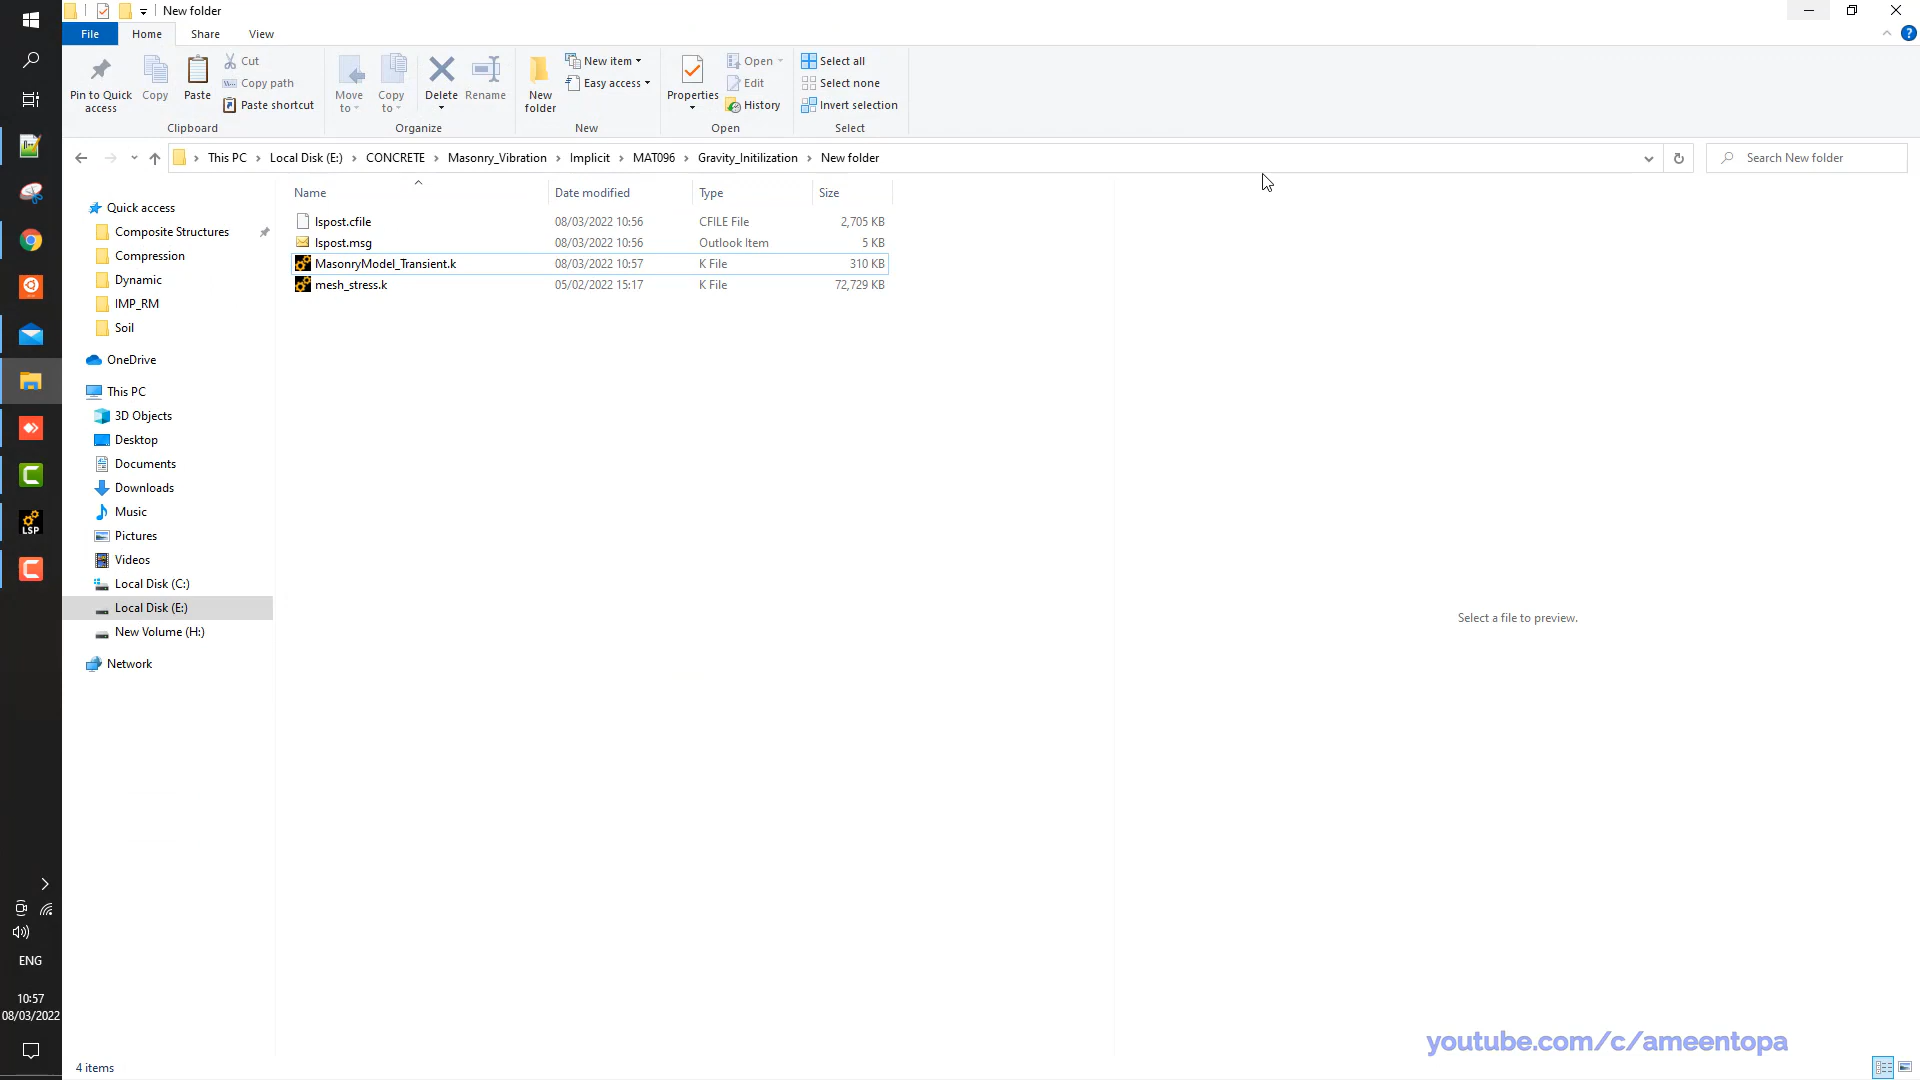 New folder
File
Home
Share
View
Pin to Quick access
Copy
Paste
Cut
Copy path
Paste shortcut
Clipboard
Move to
Copy to
Delete
Rename
Organize
New folder
New item
Easy access
New
Properties
Open
Edit
History
Open
Select all
Select none
Invert selection
Select
This PC
Local Disk (E:)
CONCRETE
Masonry_Vibration
Implicit
MAT096
Gravity_Initilization
New folder
Search New folder
Name
Date modified
Type
Size
lspost.cfile 08/03/2022 10:56 CFILE File 2,705 KB
lspost.msg 08/03/2022 10:56 Outlook Item 5 KB
MasonryModel_Transient.k 08/03/2022 10:57 K File 310 KB
mesh_stress.k 05/02/2022 15:17 K File 72,729 KB
Quick access
Composite Structures
Compression
Dynamic
IMP_RM
Soil
OneDrive
This PC
3D Objects
Desktop
Documents
Downloads
Music
Pictures
Videos
Local Disk (C:)
Local Disk (E:)
New Volume (H:)
Network
Select a file to preview.
LSP
ENG
10:57
08/03/2022
4 items
youtube.com/c/ameentopa